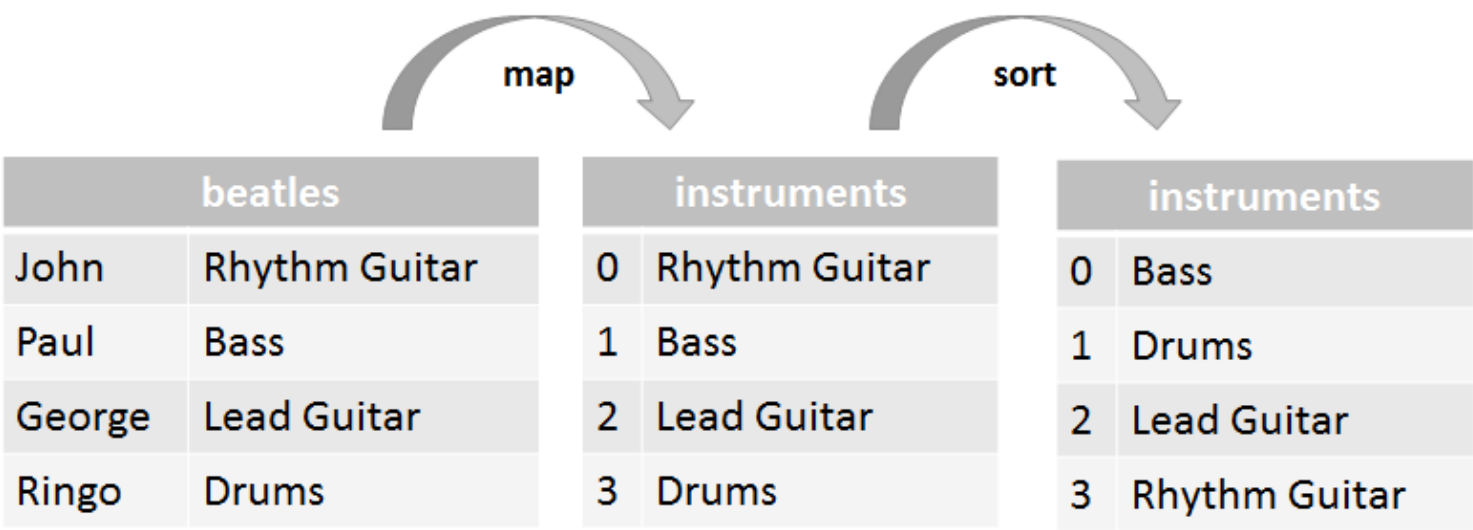 map
sort
beatles
John Rhythm Guitar
Paul Bass
George Lead Guitar
Ringo Drums
instruments
0 Rhythm Guitar
1 Bass
2 Lead Guitar
3 Drums
instruments
0 Bass
1 Drums
2 Lead Guitar
3 Rhythm Guitar